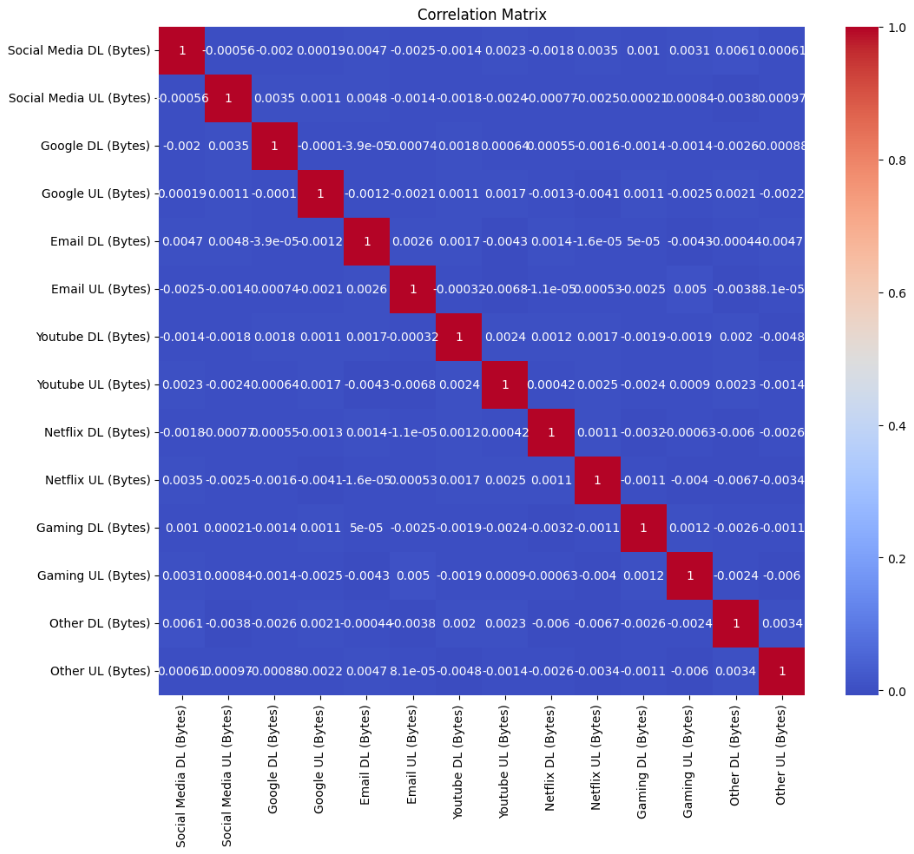 Correlation Matrix
Social Media DL (Bytes) 1 -0.00056 -0.002 0.00019 0.0047 -0.0025 -0.0014 0.0023 -0.0018 0.0035 0.001 0.0031 0.0061 0.00061
Social Media UL (Bytes) -0.00056 1 0.0035 0.0011 0.0048 -0.0014 -0.0018 -0.0024 -0.00077 -0.0025 0.00021 0.00084 -0.0038 0.00097
Google DL (Bytes) -0.002 0.0035 1 -0.0001 -3.9e-05 0.00074 0.0018 0.00064 0.00055 -0.0016 -0.0014 -0.0014 -0.0026 -0.00088
Google UL (Bytes) 0.00019 0.0011 -0.0001 1 -0.0012 -0.0021 0.0011 0.0017 -0.0013 -0.0041 0.0011 -0.0025 0.0021 -0.0022
Email DL (Bytes) 0.0047 0.0048 -3.9e-05 -0.0012 1 0.0026 0.0017 -0.0043 0.0014 -1.6e-05 5e-05 -0.0043 -0.00044 0.0047
Email UL (Bytes) -0.0025 -0.0014 0.00074 -0.0021 0.0026 1 -0.00032 -0.0068 -1.1e-05 0.00053 -0.0025 0.005 -0.0038 8.1e-05
Youtube DL (Bytes) -0.0014 -0.0018 0.0018 0.0011 0.0017 -0.00032 1 0.0024 0.0012 0.0017 -0.0019 -0.0019 0.002 -0.0048
Youtube UL (Bytes) 0.0023 -0.0024 0.00064 0.0017 -0.0043 -0.0068 0.0024 1 0.00042 0.0025 -0.0024 0.0009 0.0023 -0.0014
Netflix DL (Bytes) -0.0018 -0.00077 0.00055 -0.0013 0.0014 -1.1e-05 0.0012 0.00042 1 0.0011 -0.0032 -0.00063 -0.006 -0.0026
Netflix UL (Bytes) 0.0035 -0.0025 -0.0016 -0.0041 -1.6e-05 0.00053 0.0017 0.0025 0.0011 1 -0.0011 -0.004 -0.0067 -0.0034
Gaming DL (Bytes) 0.001 0.00021 -0.0014 0.0011 5e-05 -0.0025 -0.0019 -0.0024 -0.0032 -0.0011 1 0.0012 -0.0026 -0.0011
Gaming UL (Bytes) 0.0031 0.00084 -0.0014 -0.0025 -0.0043 0.005 -0.0019 0.0009 -0.00063 -0.004 0.0012 1 -0.0024 -0.006
Other DL (Bytes) 0.0061 -0.0038 -0.0026 0.0021 -0.00044 -0.0038 0.002 0.0023 -0.006 -0.0067 -0.0026 -0.0024 1 0.0034
Other UL (Bytes) 0.00061 0.00097 -0.00088 -0.0022 0.0047 8.1e-05 -0.0048 -0.0014 -0.0026 -0.0034 -0.0011 -0.006 0.0034 1
Social Media DL (Bytes)
Social Media UL (Bytes)
Google DL (Bytes)
Google UL (Bytes)
Email DL (Bytes)
Email UL (Bytes)
Youtube DL (Bytes)
Youtube UL (Bytes)
Netflix DL (Bytes)
Netflix UL (Bytes)
Gaming DL (Bytes)
Gaming UL (Bytes)
Other DL (Bytes)
Other UL (Bytes)
1.0
0.8
0.6
0.4
0.2
0.0